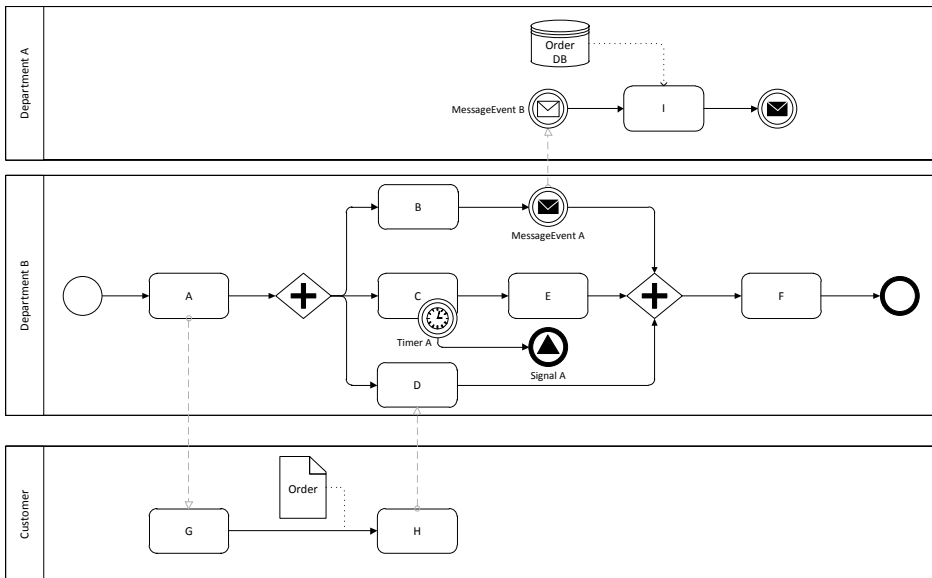 Department A
Order
DB
MessageEvent B
I
Department B
B
MessageEvent A
A
C
E
F
Timer A
Signal A
D
Customer
Order
G
H